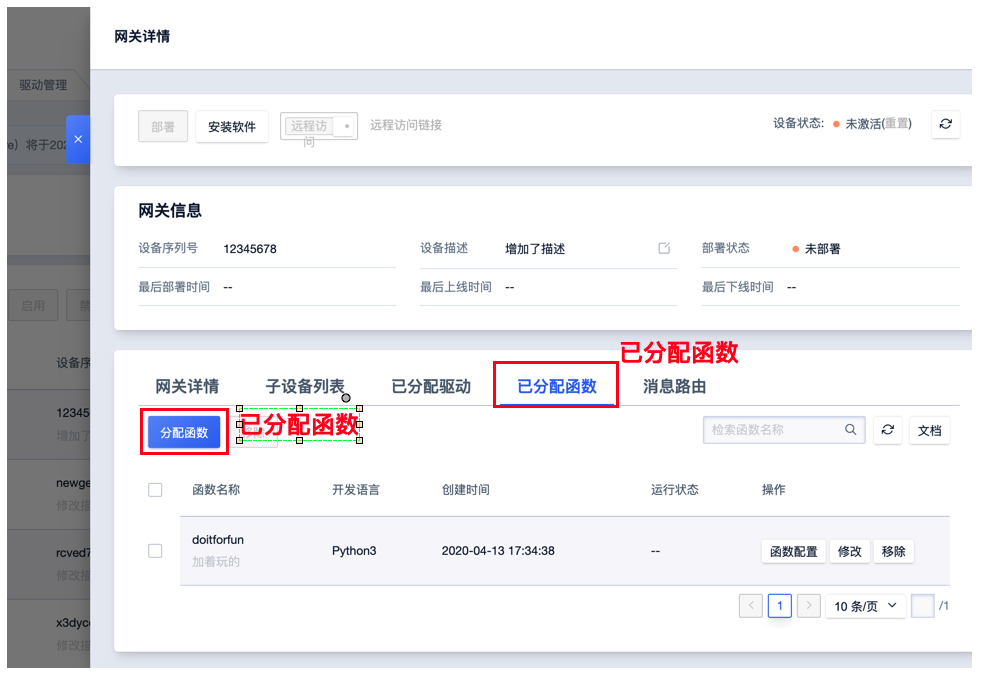 网关详情
驱动管理
部署
安装软件
远程访问
远程访问链接
设备状态: 未激活(重置)
e）将于202
网关信息
设备序列号 12345678
设备描述 增加了描述
部署状态 未部署
最后部署时间 --
最后上线时间 --
最后下线时间 --
启用
禁
设备序
已分配函数
网关详情 子设备列表 已分配驱动 已分配函数 消息路由
分配函数
已分配函数
检索函数名称
文档
函数名称 开发语言 创建时间 运行状态 操作
doitforfun
加着玩的
Python3
2020-04-13 17:34:38
--
函数配置 修改 移除
1
10 条/页
/1
12345
增加了
newge
修改描
rcved7
修改描
x3dyc
修改描